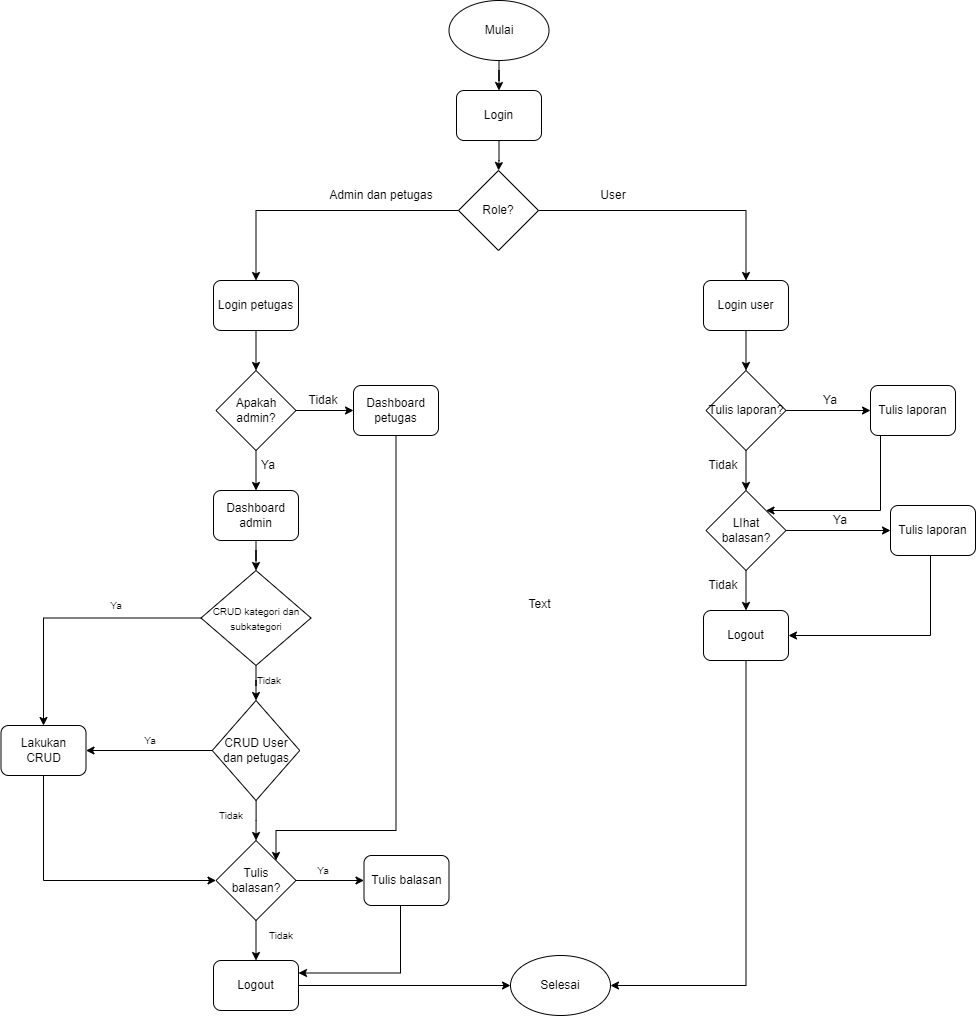 Mulai
Login
Admin dan petugas
User
Role?
Login petugas
Login user
Apakah
admin?
Tidak
Dashboard
petugas
Tulis laporan?
Ya
Tulis laporan
Ya
Tidak
Dashboard
admin
LIhat
balasan?
Ya
Tulis laporan
Tidak
Ya
CRUD kategori dan
subkategori
Text
Logout
Tidak
Lakukan
CRUD
Ya
CRUD User
dan petugas
Tidak
Tulis
balasan?
Ya
Tulis balasan
Tidak
Logout
Selesai